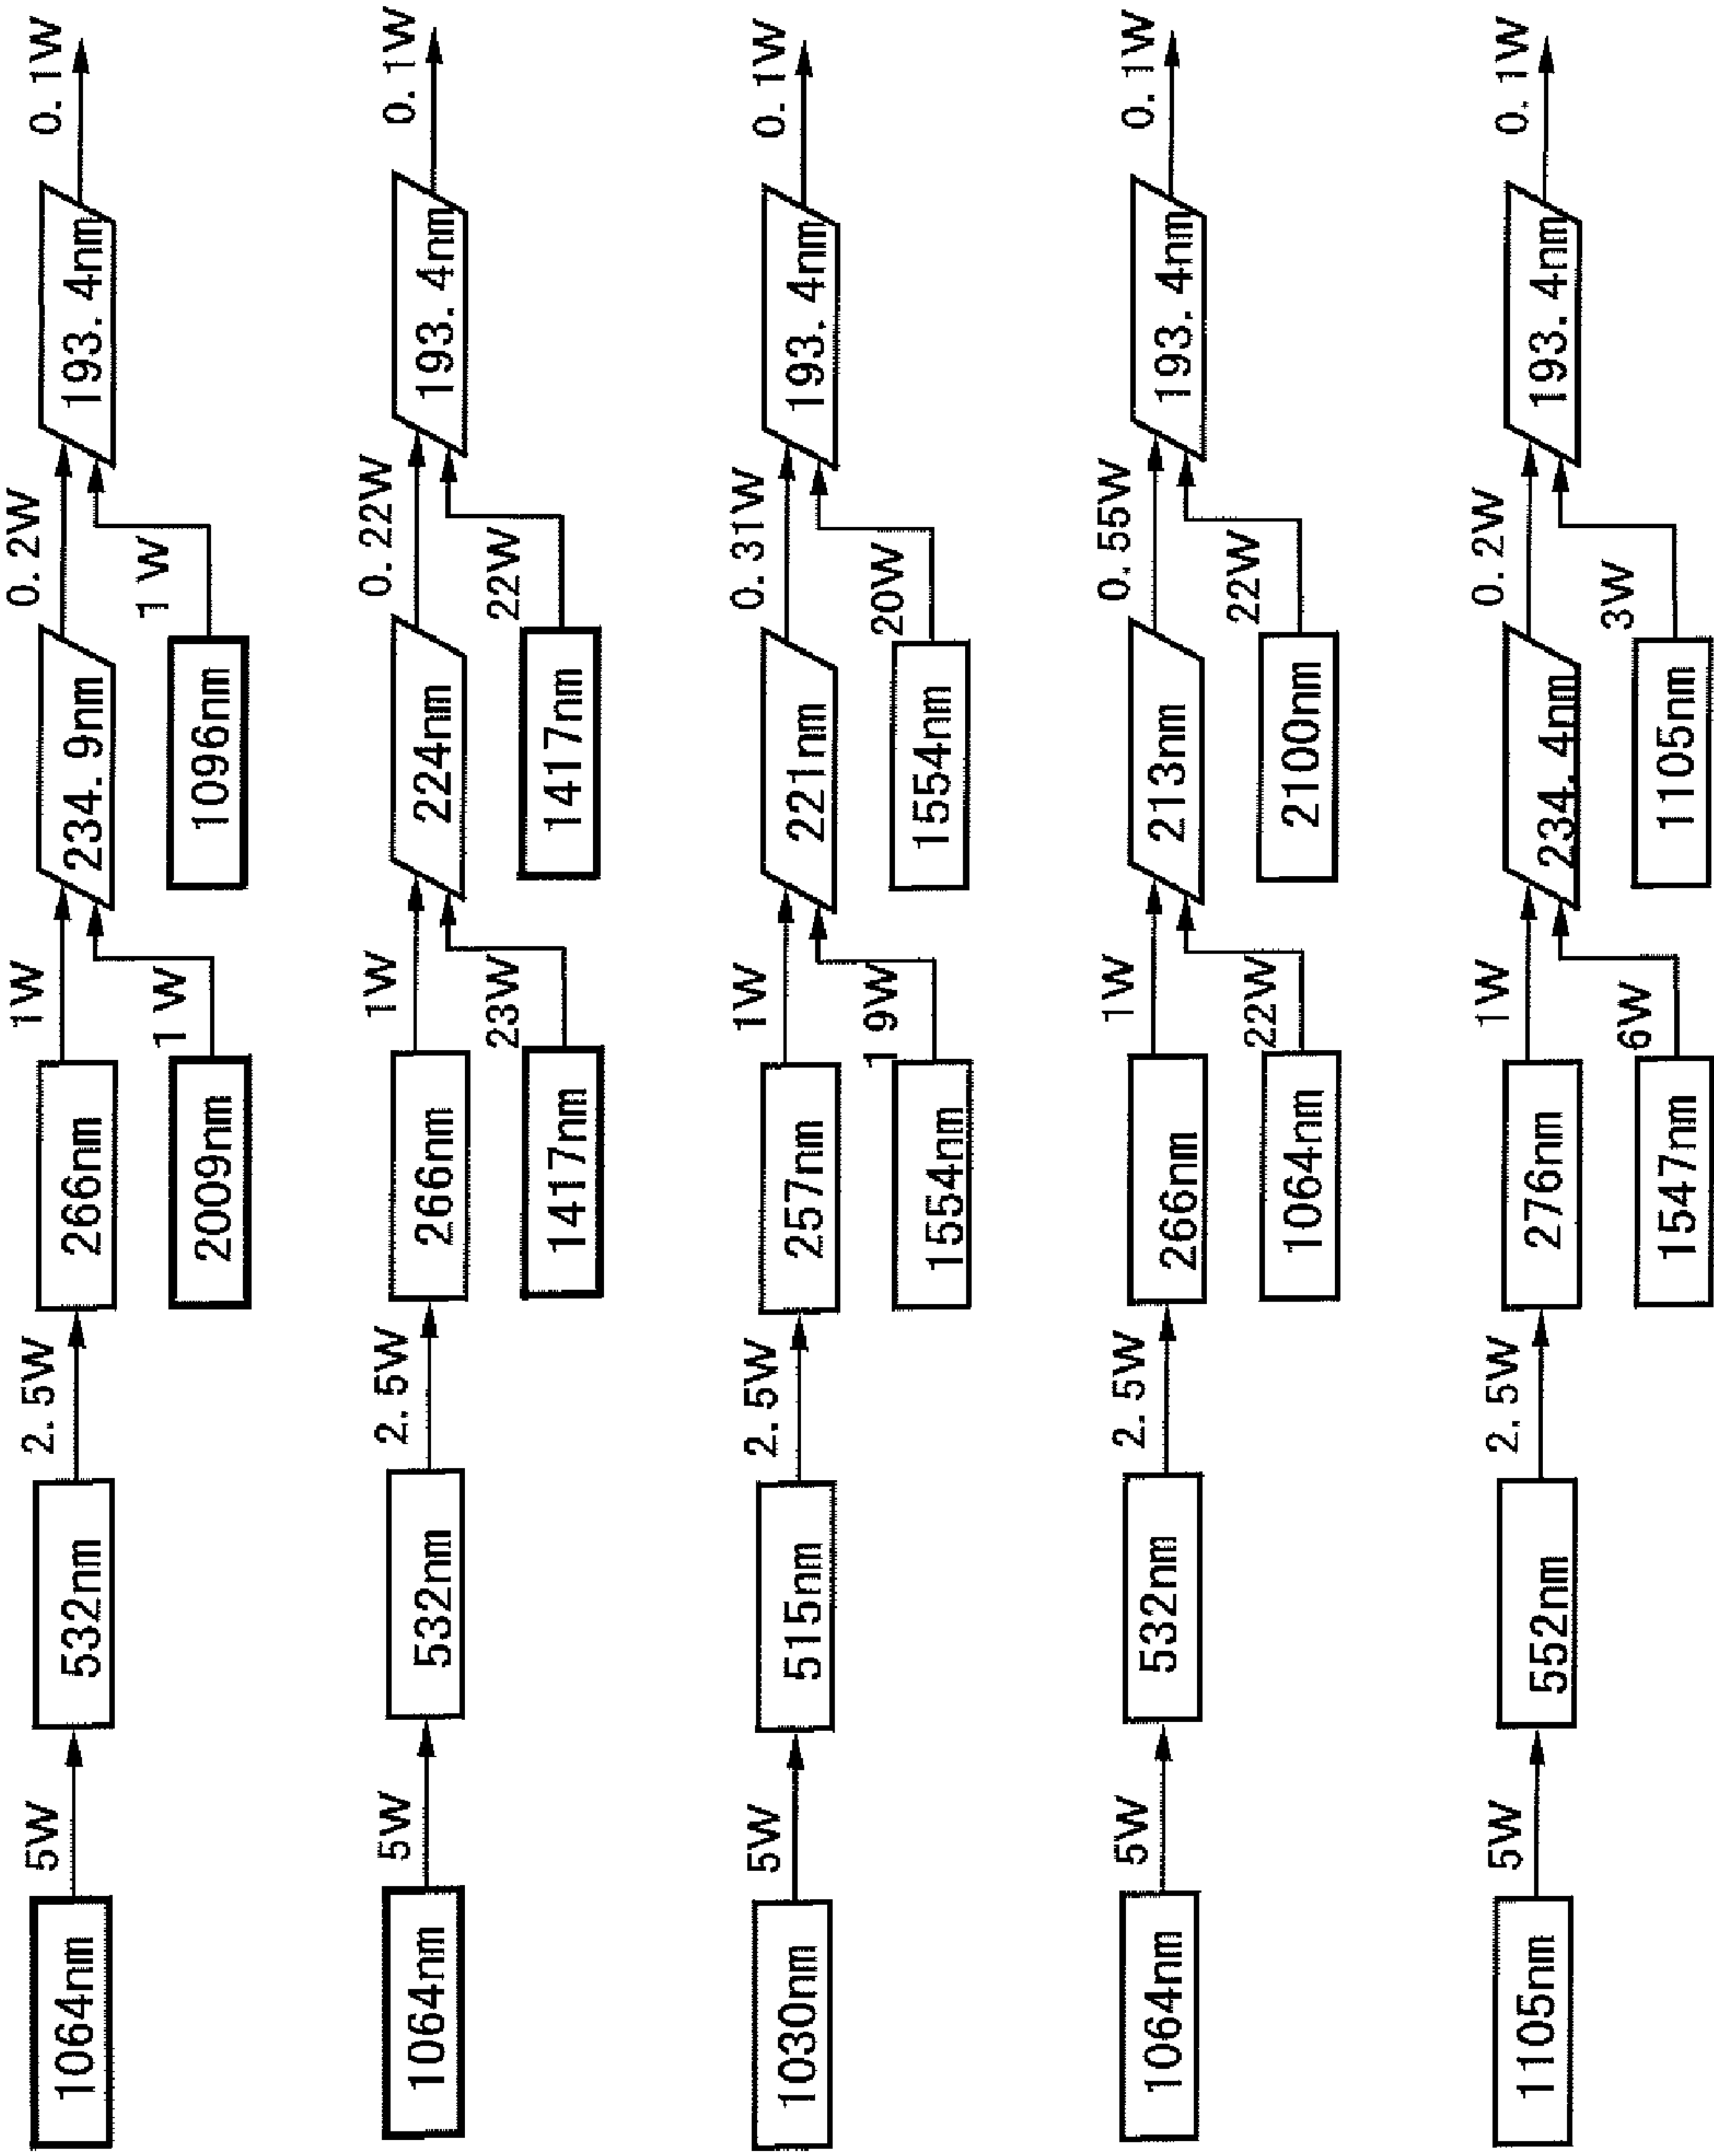 1064nm
5W
532nm
2.5W
266nm
1W
2009nm
1W
234.9nm
0.2W
1096nm
1W
193.4nm
0.1W
1064nm
5W
532nm
2.5W
266nm
1W
1417nm
23W
224nm
0.22W
1417nm
22W
193.4nm
0.1W
1030nm
5W
515nm
2.5W
257nm
1W
1554nm
19W
221nm
0.31W
1554nm
20W
193.4nm
0.1W
1064nm
5W
532nm
2.5W
266nm
1W
1064nm
22W
213nm
0.55W
2100nm
22W
193.4nm
0.1W
1105nm
5W
552nm
2.5W
276nm
1W
1547nm
6W
234.4nm
0.2W
1105nm
3W
193.4nm
0.1W